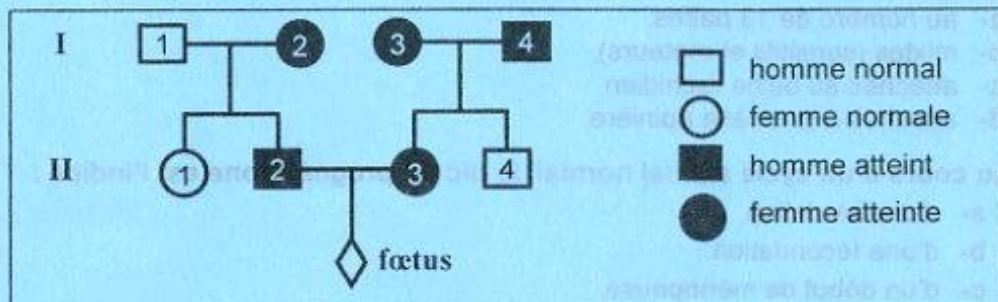 I 1 2 3 4
homme normal
femme normale
II 1 2 3 4
homme atteint
femme atteinte
fœtus